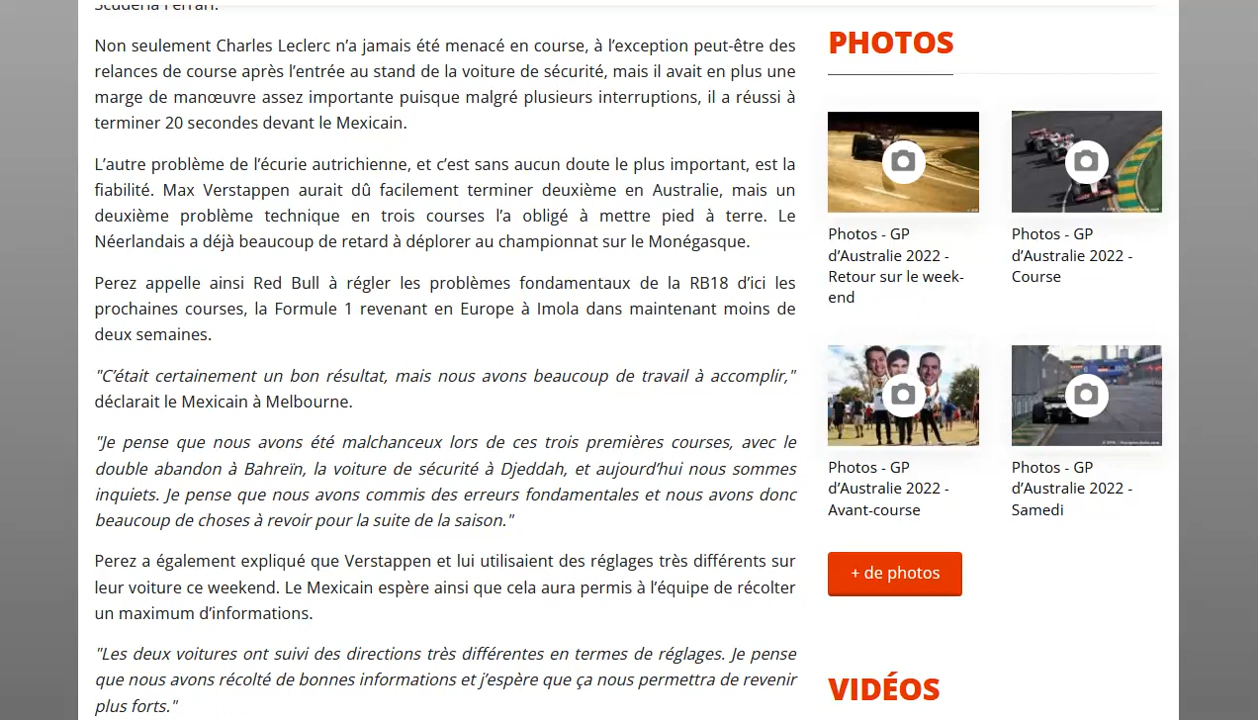 Scuderia Ferrari.
Non seulement Charles Leclerc n’a jamais été menacé en course, à l’exception peut-être des
relances de course après l’entrée au stand de la voiture de sécurité, mais il avait en plus une
marge de manœuvre assez importante puisque malgré plusieurs interruptions, il a réussi à
terminer 20 secondes devant le Mexicain.
L’autre problème de l’écurie autrichienne, et c’est sans aucun doute le plus important, est la
fiabilité. Max Verstappen aurait dû facilement terminer deuxième en Australie, mais un
deuxième problème technique en trois courses l’a obligé à mettre pied à terre. Le
Néerlandais a déjà beaucoup de retard à déplorer au championnat sur le Monégasque.
Perez appelle ainsi Red Bull à régler les problèmes fondamentaux de la RB18 d’ici les
prochaines courses, la Formule 1 revenant en Europe à Imola dans maintenant moins de
deux semaines.
"C’était certainement un bon résultat, mais nous avons beaucoup de travail à accomplir,"
déclarait le Mexicain à Melbourne.
"Je pense que nous avons été malchanceux lors de ces trois premières courses, avec le
double abandon à Bahreïn, la voiture de sécurité à Djeddah, et aujourd’hui nous sommes
inquiets. Je pense que nous avons commis des erreurs fondamentales et nous avons donc
beaucoup de choses à revoir pour la suite de la saison."
Perez a également expliqué que Verstappen et lui utilisaient des réglages très différents sur
leur voiture ce weekend. Le Mexicain espère ainsi que cela aura permis à l’équipe de récolter
un maximum d’informations.
"Les deux voitures ont suivi des directions très différentes en termes de réglages. Je pense
que nous avons récolté de bonnes informations et j’espère que ça nous permettra de revenir
plus forts."
PHOTOS
Photos - GP
d’Australie 2022 -
Retour sur le week-
end
Photos - GP
d’Australie 2022 -
Course
Photos - GP
d’Australie 2022 -
Avant-course
Photos - GP
d’Australie 2022 -
Samedi
+ de photos
VIDÉOS